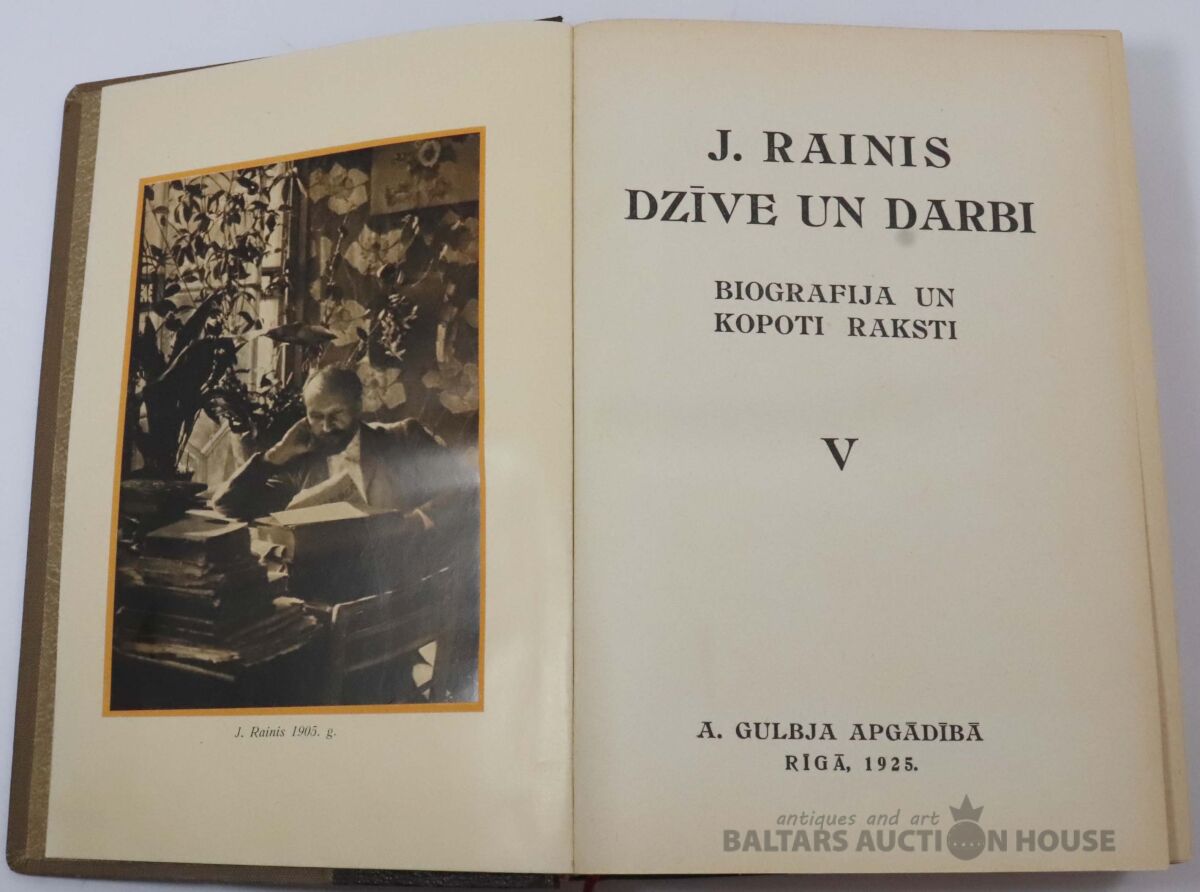 J. Rainis 1905. g.
J. RAINIS
DZĪVE UN DARBI
BIOGRAFIJA UN
KOPOTI RAKSTI
V
A. GULBJA APGĀDĪBĀ
RĪGĀ, 1925.
antiques and art
BALTARS AUCTION HOUSE